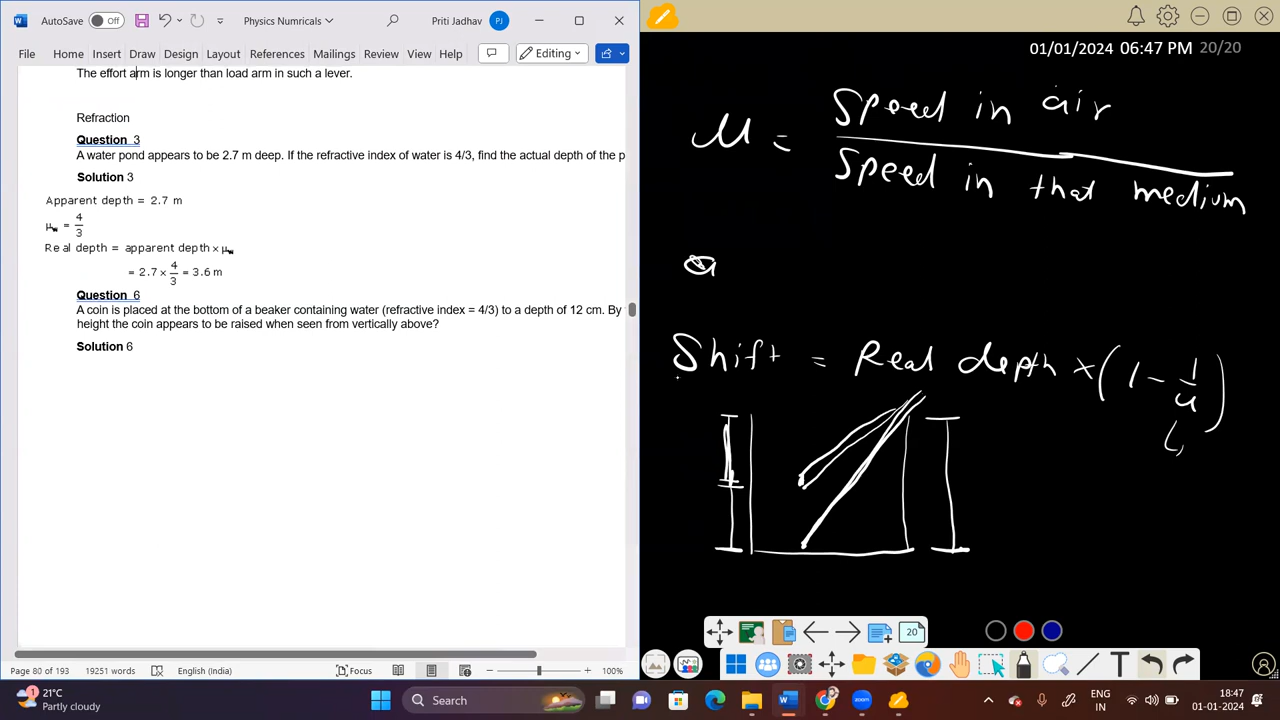 AutoSave Off Physics Numricals Priti Jadhav PJ
File Home Insert Draw Design Layout References Mailings Review View Help Editing
The effort arm is longer than load arm in such a lever.
Refraction
Question 3
A water pond appears to be 2.7 m deep. If the refractive index of water is 4/3, find the actual depth of the p
Solution 3
Apparent depth = 2.7 m
μw = 4/3
Real depth = apparent depth × μw
= 2.7 × 4/3 = 3.6 m
Question 6
A coin is placed at the bottom of a beaker containing water (refractive index = 4/3) to a depth of 12 cm. By
height the coin appears to be raised when seen from vertically above?
Solution 6
Page 80 of 193 19251 words English (India) Focus 100%
01/01/2024 06:47 PM 20/20
μ = Speed in air / Speed in that medium
Shift = Real depth × (1 - 1/u)
20
1
21°C
Partly cloudy
Search
ENG
IN
18:47
01-01-2024